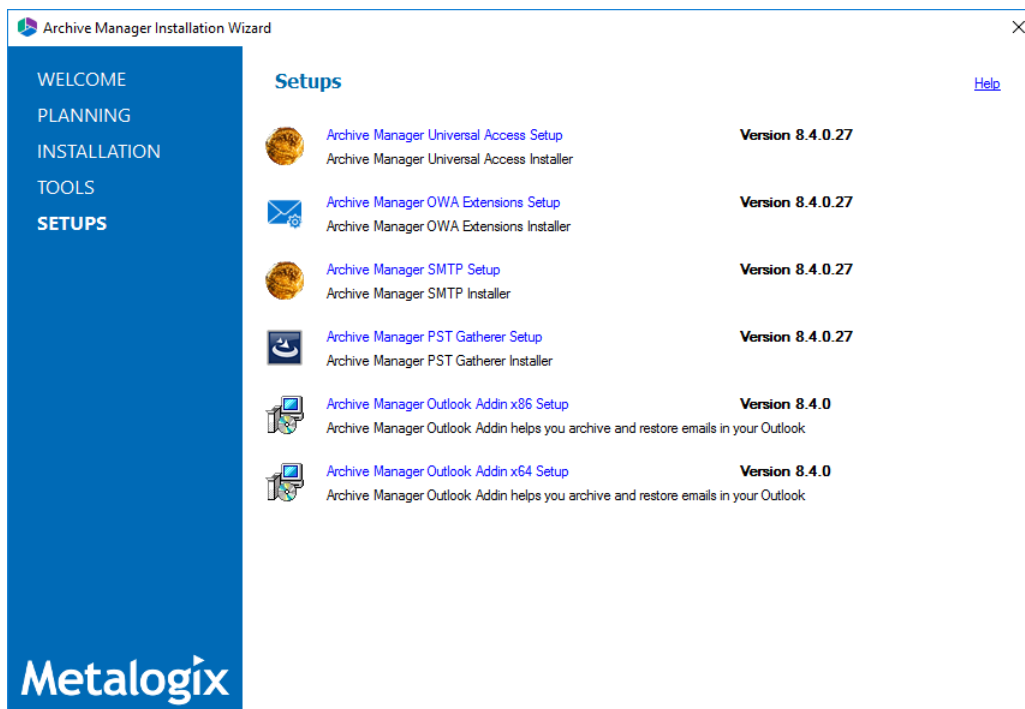 Archive Manager Installation Wizard
WELCOME
PLANNING
INSTALLATION
TOOLS
SETUPS
Metalogix
Setups
Help
Archive Manager Universal Access Setup Version 8.4.0.27
Archive Manager Universal Access Installer
Archive Manager OWA Extensions Setup Version 8.4.0.27
Archive Manager OWA Extensions Installer
Archive Manager SMTP Setup Version 8.4.0.27
Archive Manager SMTP Installer
Archive Manager PST Gatherer Setup Version 8.4.0.27
Archive Manager PST Gatherer Installer
Archive Manager Outlook Addin x86 Setup Version 8.4.0
Archive Manager Outlook Addin helps you archive and restore emails in your Outlook
Archive Manager Outlook Addin x64 Setup Version 8.4.0
Archive Manager Outlook Addin helps you archive and restore emails in your Outlook